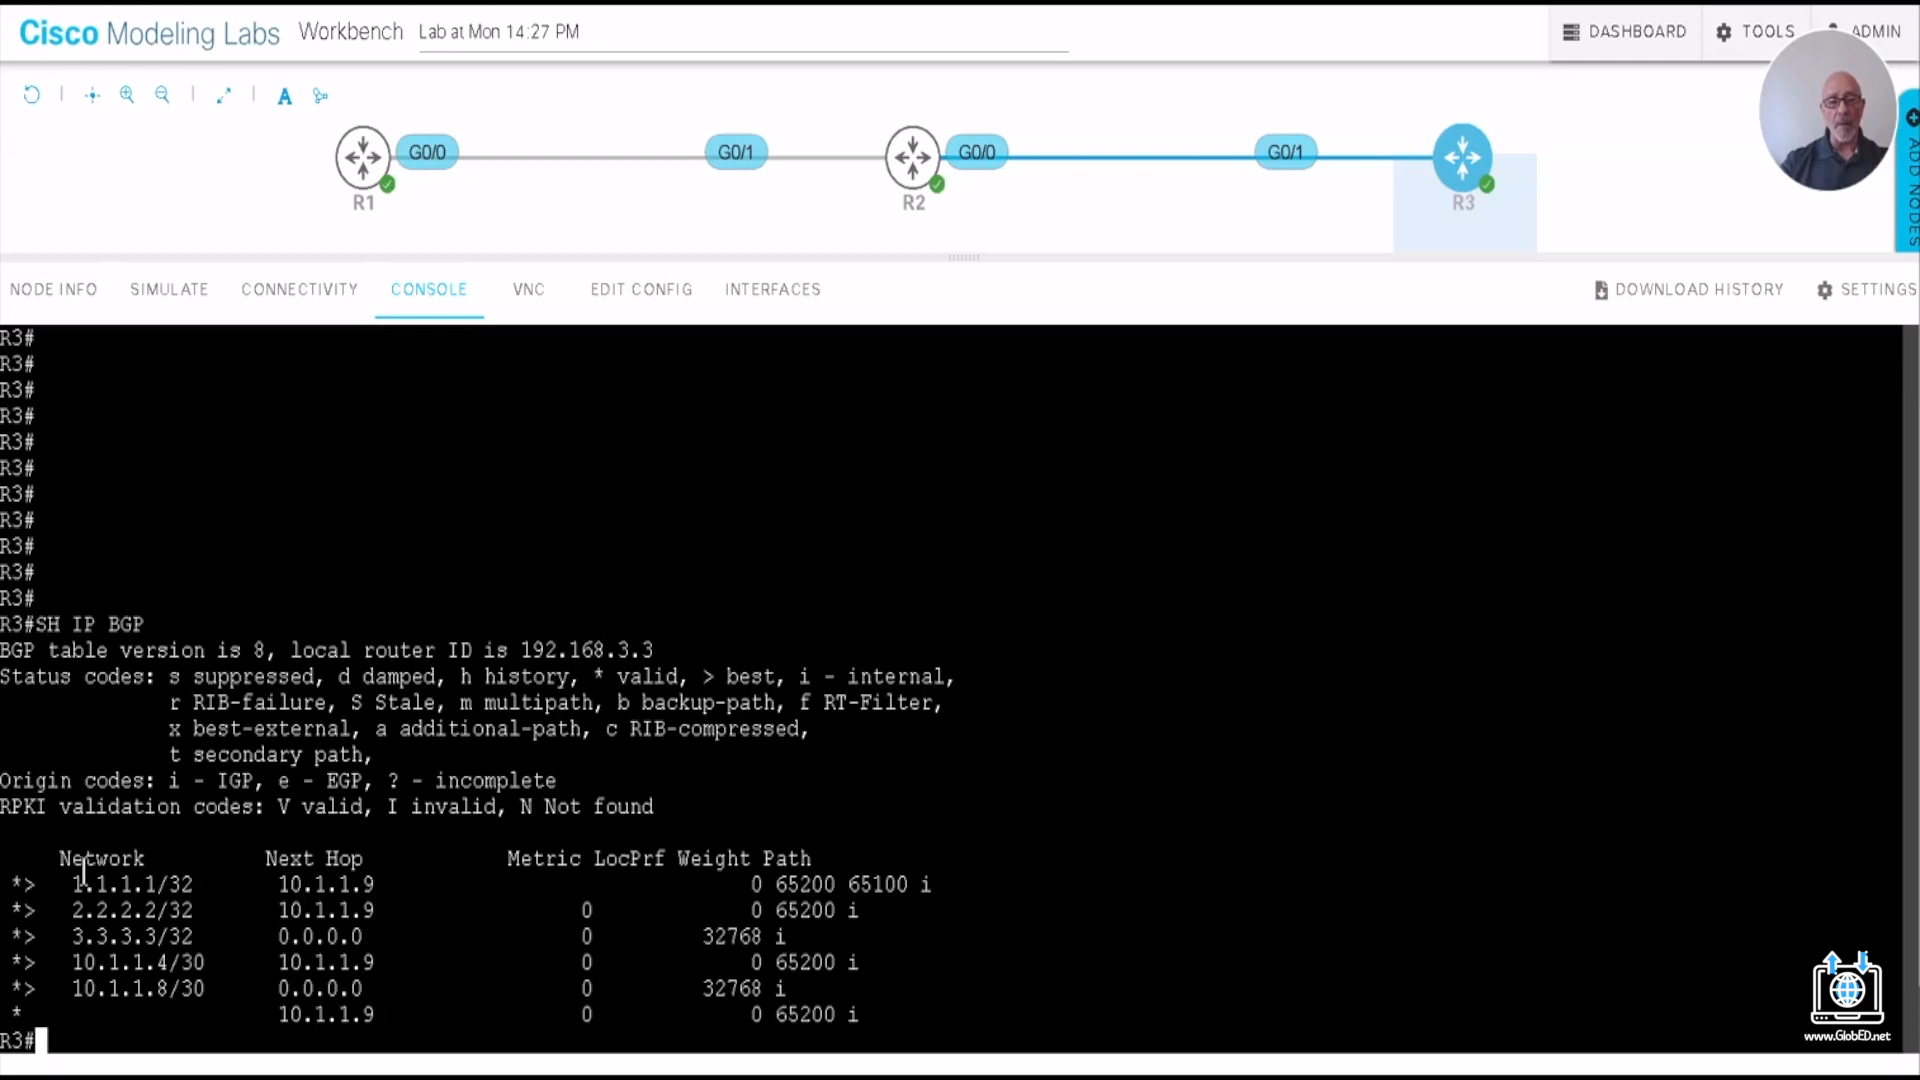 Cisco Modeling Labs Workbench Lab at Mon 14:27 PM DASHBOARD TOOLS ADMIN
G0/0 G0/1 G0/0 G0/1
R1 R2 R3
ADD NODES
NODE INFO SIMULATE CONNECTIVITY CONSOLE VNC EDIT CONFIG INTERFACES DOWNLOAD HISTORY SETTINGS
R3#
R3#
R3#
R3#
R3#
R3#
R3#
R3#
R3#
R3#
R3#
R3#SH IP BGP
BGP table version is 8, local router ID is 192.168.3.3
Status codes: s suppressed, d damped, h history, * valid, > best, i - internal,
r RIB-failure, S Stale, m multipath, b backup-path, f RT-Filter,
x best-external, a additional-path, c RIB-compressed,
t secondary path,
Origin codes: i - IGP, e - EGP, ? - incomplete
RPKI validation codes: V valid, I invalid, N Not found
Network Next Hop Metric LocPrf Weight Path
*> 1.1.1.1/32 10.1.1.9 0 65200 65100 i
*> 2.2.2.2/32 10.1.1.9 0 0 65200 i
*> 3.3.3.3/32 0.0.0.0 0 32768 i
*> 10.1.1.4/30 10.1.1.9 0 0 65200 i
*> 10.1.1.8/30 0.0.0.0 0 32768 i
* 10.1.1.9 0 0 65200 i
R3#
www.GlobED.net